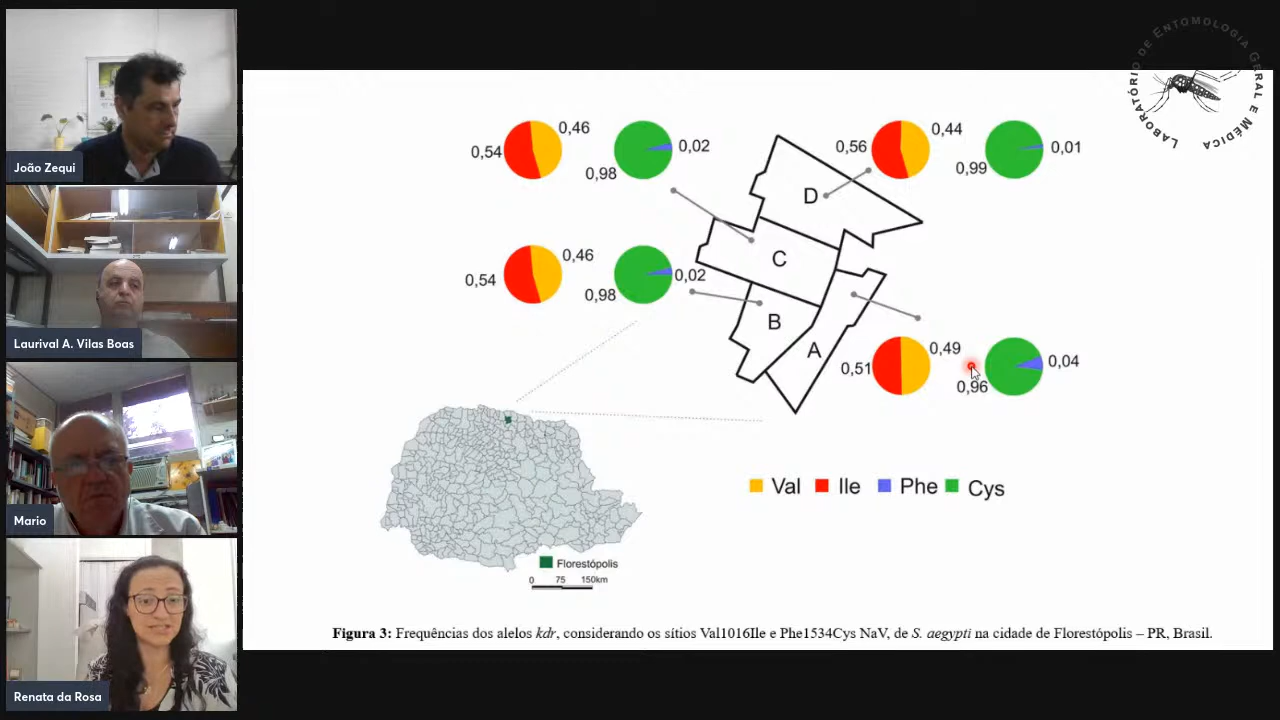 João Zequi
Laurival A. Vilas Boas
Mario
Renata da Rosa
LABORATÓRIO DE ENTOMOLOGIA GERAL E MÉDICA
0,54
0,46
0,98
0,02
0,56
0,44
0,99
0,01
0,54
0,46
0,98
0,02
D
C
B
A
0,51
0,49
0,96
0,04
Val Ile Phe Cys
Florestópolis
0 75 150km
Figura 3: Frequências dos alelos kdr, considerando os sítios Val1016Ile e Phe1534Cys NaV, de S. aegypti na cidade de Florestópolis – PR, Brasil.